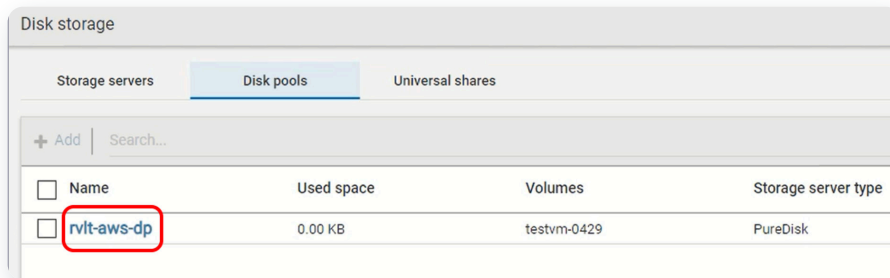 Disk storage
Storage servers Disk pools Universal shares
+ Add Search...
Name Used space Volumes Storage server type
rvlt-aws-dp 0.00 KB testvm-0429 PureDisk